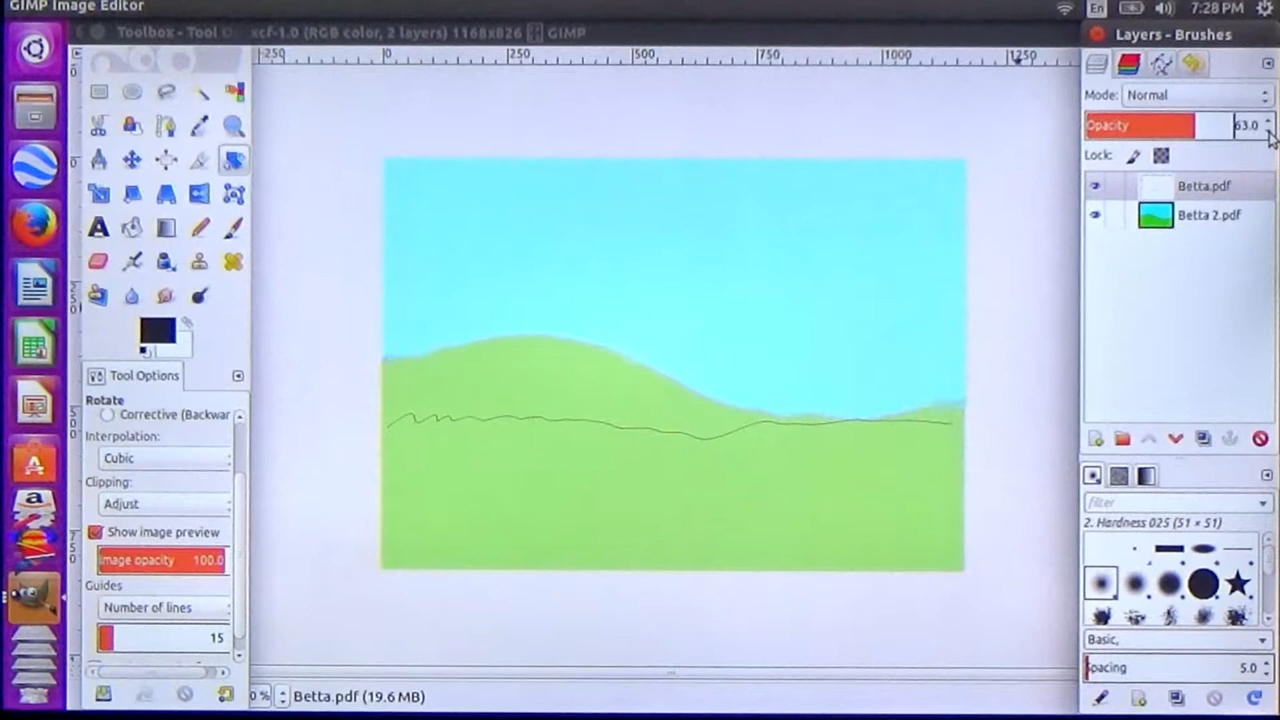 GIMP Image Editor
En
7:28 PM
Toolbox - Tool O
xcf-1.0 (RGB color, 2 layers) 1168x826
GIMP
Layers - Brushes
-250
0
250
500
750
1000
1250
Mode: Normal
Opacity 63.0
Lock:
Betta.pdf
Betta 2.pdf
Tool Options
Rotate
Corrective (Backwar
Interpolation:
Cubic
Clipping:
Adjust
Show image preview
Image opacity 100.0
Guides
Number of lines
15
filter
2. Hardness 025 (51 × 51)
Basic,
Spacing 5.0
0 %
Betta.pdf (19.6 MB)